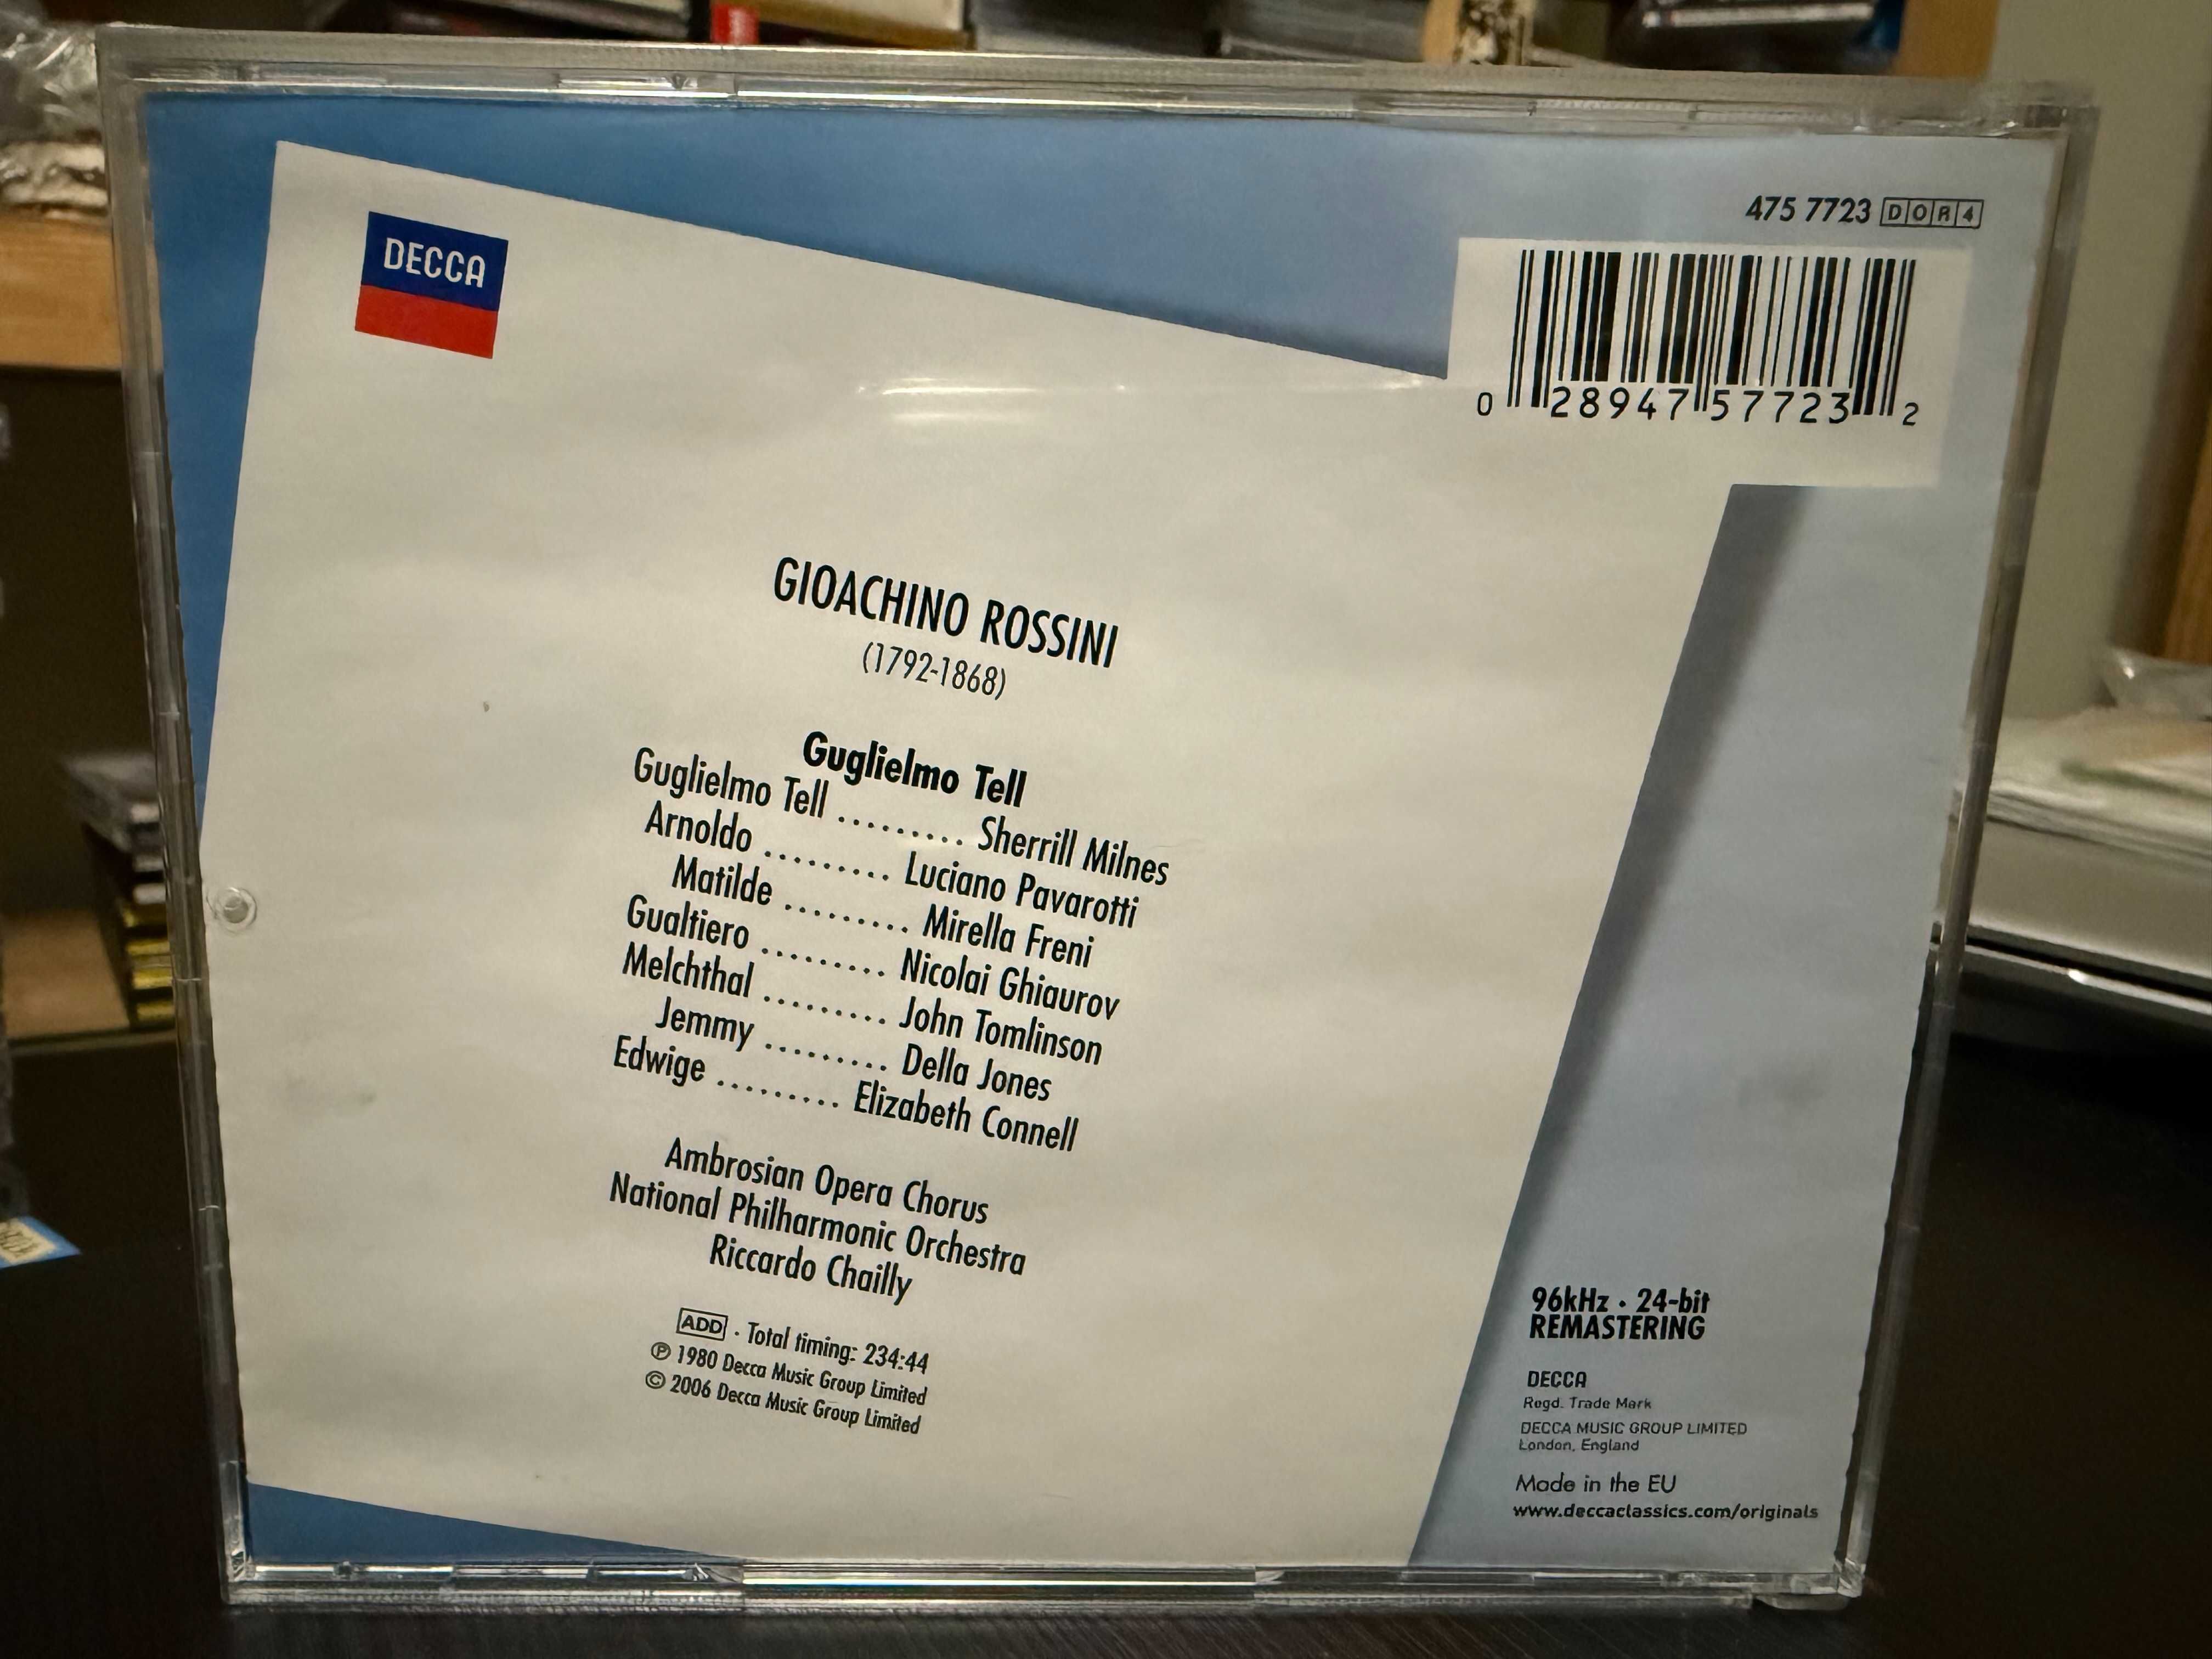 DECCA
475 7723 DOR4
0 28947 57723 2
GIOACHINO ROSSINI
(1792-1868)
Guglielmo Tell
Guglielmo Tell ......... Sherrill Milnes
Arnoldo ......... Luciano Pavarotti
Matilde ......... Mirella Freni
Gualtiero ......... Nicolai Ghiaurov
Melchthal ......... John Tomlinson
Jemmy ......... Della Jones
Edwige ......... Elizabeth Connell
Ambrosian Opera Chorus
National Philharmonic Orchestra
Riccardo Chailly
ADD · Total timing: 234:44
℗ 1980 Decca Music Group Limited
© 2006 Decca Music Group Limited
96kHz · 24-bit
REMASTERING
DECCA
Regd. Trade Mark
DECCA MUSIC GROUP LIMITED
London, England
Made in the EU
www.deccaclassics.com/originals